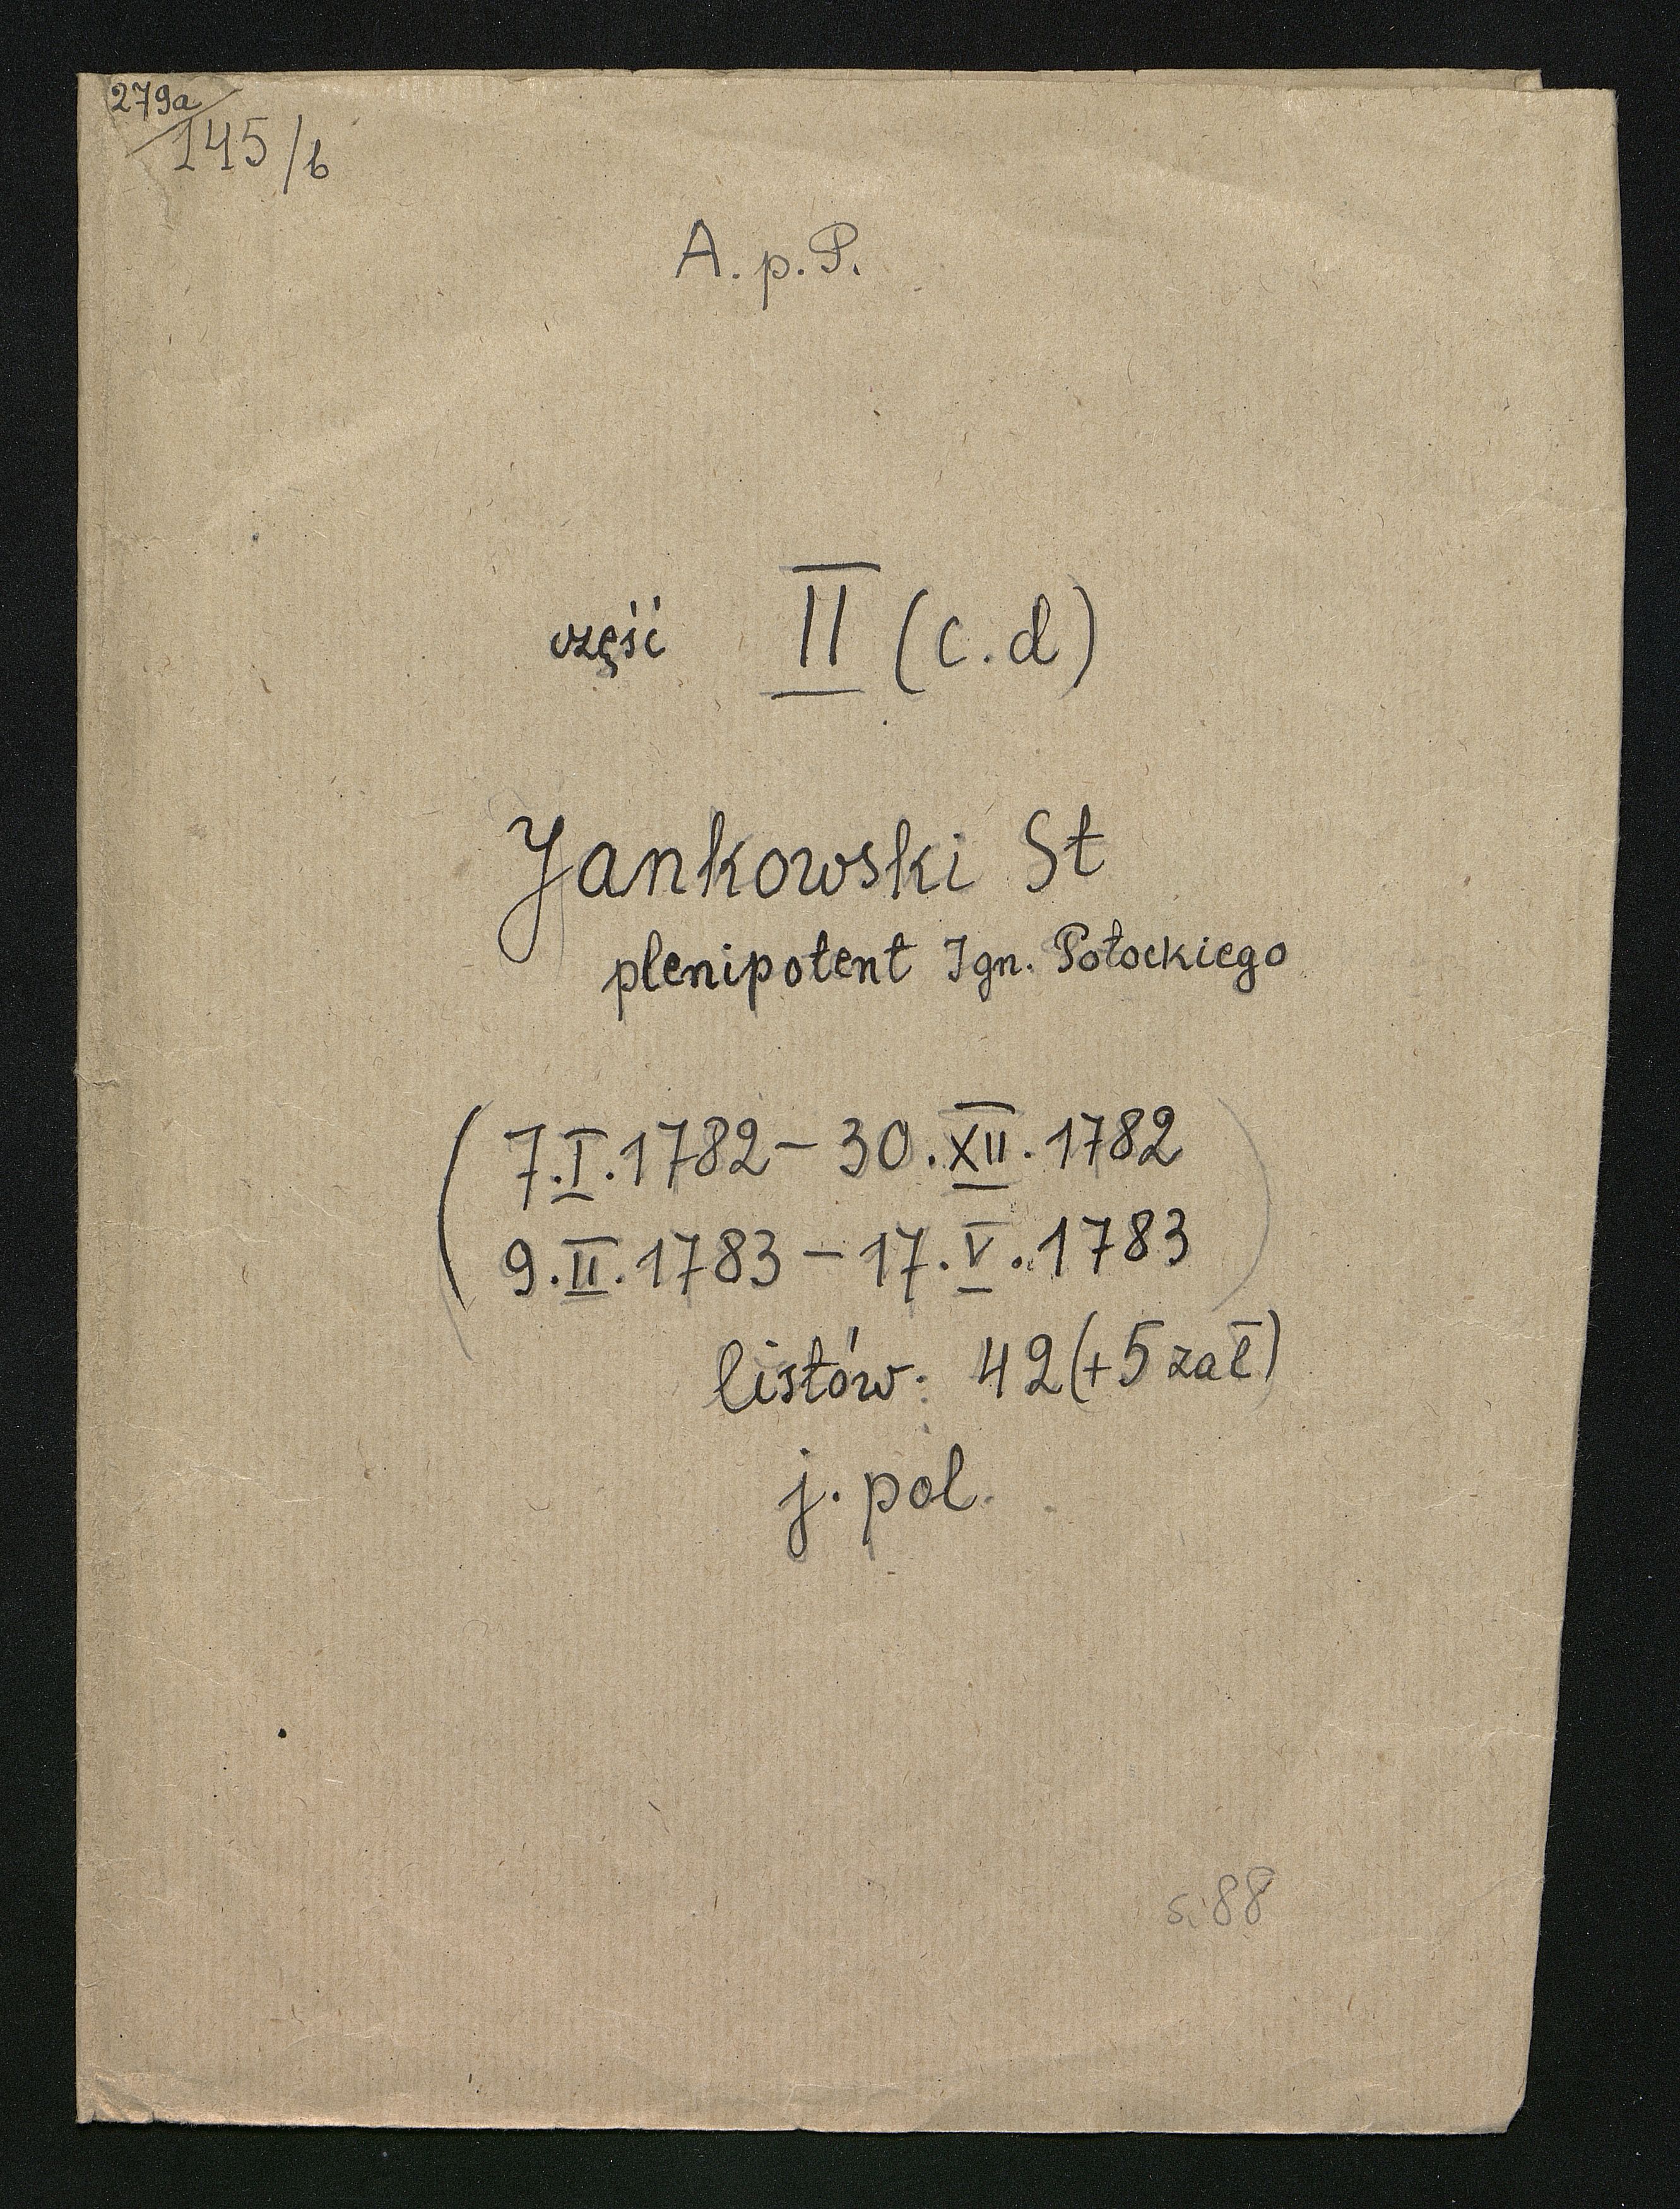 279a
145/b
A. p. P.
część II (c.d)
Jankowski St
plenipotent Ign. Potockiego
(7.I.1782 – 30.XII.1782
9.II.1783 – 17.V.1783)
listów: 42 (+5 zał)
j. pol.
s. 88